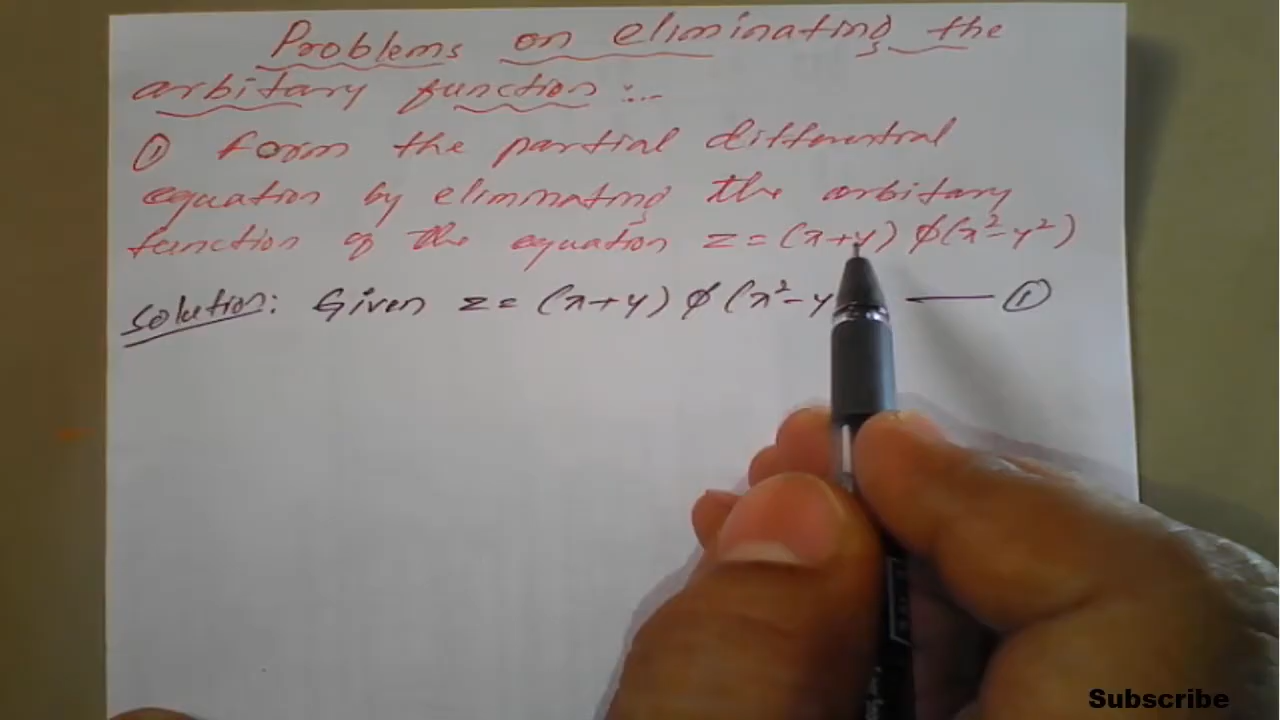 Problems on eliminating the
arbitary function :...
① Form the partial differential
equation by eliminating the arbitary
function of the equation z = (x+y) ϕ(x²-y²)
Solution: Given z = (x+y) ϕ (x²-y —— ①
Subscribe